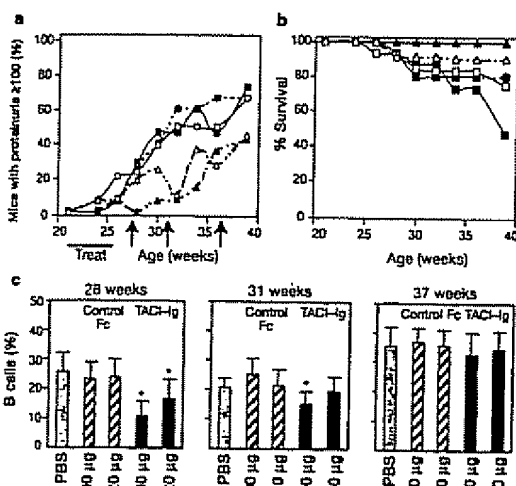 a
Mice with proteinuria ≥100 (%)
100
80
60
40
20
0
20 25 30 35 40
Treat Age (weeks)
b
% Survival
100
80
60
40
20
0
20 25 30 35 40
Age (weeks)
c
B cells (%)
50
40
30
20
10
0
28 weeks
Control Fc TACI–Ig
* *
PBS
31 weeks
Control Fc TACI–Ig
*
PBS
37 weeks
Control Fc TACI–Ig
PBS